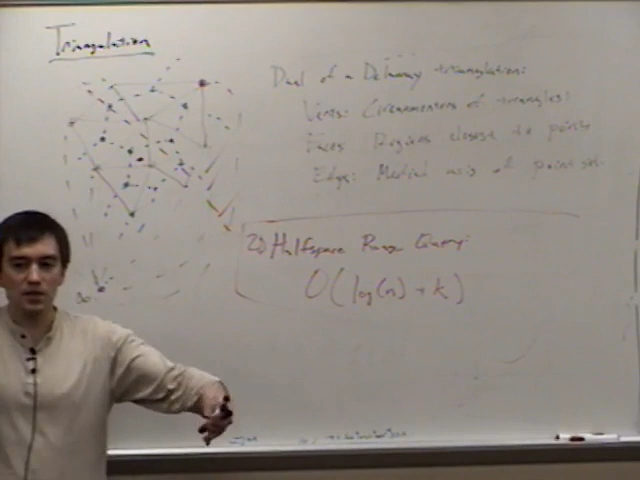 Triangulation
Dual of a Delaunay triangulation:
Verts: Circumcenters of triangles
Faces: Regions closest to points
Edge: Medial axis of point set
2D Halfspace Range Query:
O(log(n) + k)
∞